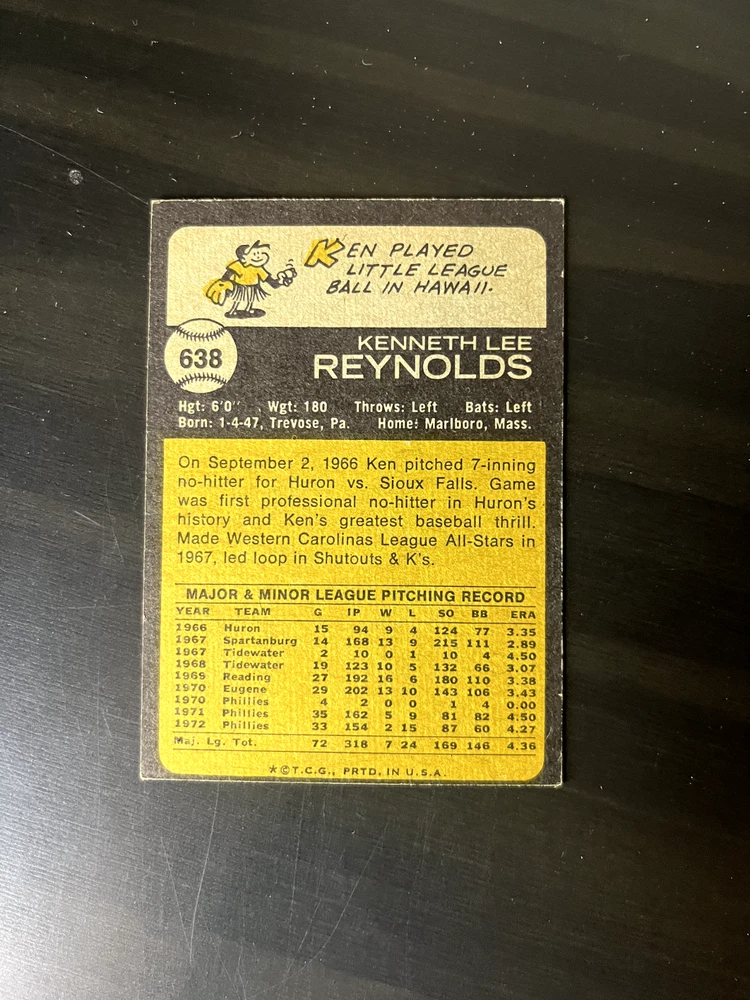 KEN PLAYED
LITTLE LEAGUE
BALL IN HAWAII.
638
KENNETH LEE
REYNOLDS
Hgt: 6'0" Wgt: 180 Throws: Left Bats: Left
Born: 1-4-47, Trevose, Pa. Home: Marlboro, Mass.
On September 2, 1966 Ken pitched 7-inning
no-hitter for Huron vs. Sioux Falls. Game
was first professional no-hitter in Huron's
history and Ken's greatest baseball thrill.
Made Western Carolinas League All-Stars in
1967, led loop in Shutouts & K's.
MAJOR & MINOR LEAGUE PITCHING RECORD
YEAR TEAM G IP W L SO BB ERA
1966 Huron 15 94 9 4 124 77 3.35
1967 Spartanburg 14 168 13 9 215 111 2.89
1967 Tidewater 2 10 0 1 10 4 4.50
1968 Tidewater 19 123 10 5 132 66 3.07
1969 Reading 27 192 16 6 180 110 3.38
1970 Eugene 29 202 13 10 143 106 3.43
1970 Phillies 4 2 0 0 1 4 0.00
1971 Phillies 35 162 5 9 81 82 4.50
1972 Phillies 33 154 2 15 87 60 4.27
Maj. Lg. Tot. 72 318 7 24 169 146 4.36
*©T.C.G., PRTD. IN U.S.A.